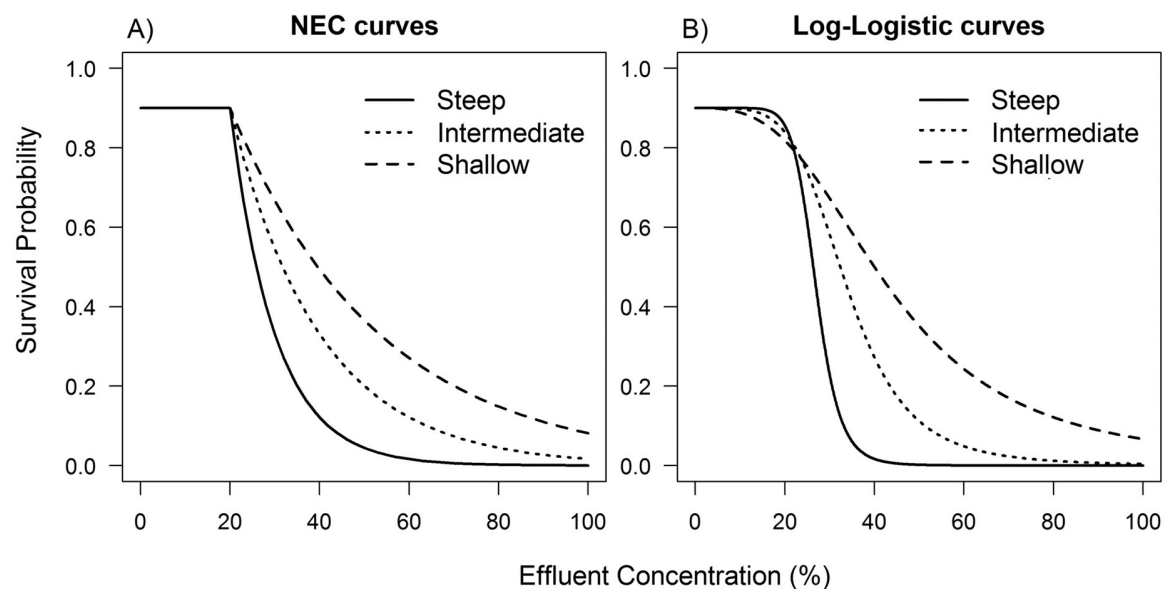 A) NEC curves
1.0
0.8
0.6
0.4
0.2
0.0
Survival Probability
Steep
Intermediate
Shallow
0 20 40 60 80 100
B) Log-Logistic curves
1.0
0.8
0.6
0.4
0.2
0.0
Steep
Intermediate
Shallow
0 20 40 60 80 100
Effluent Concentration (%)